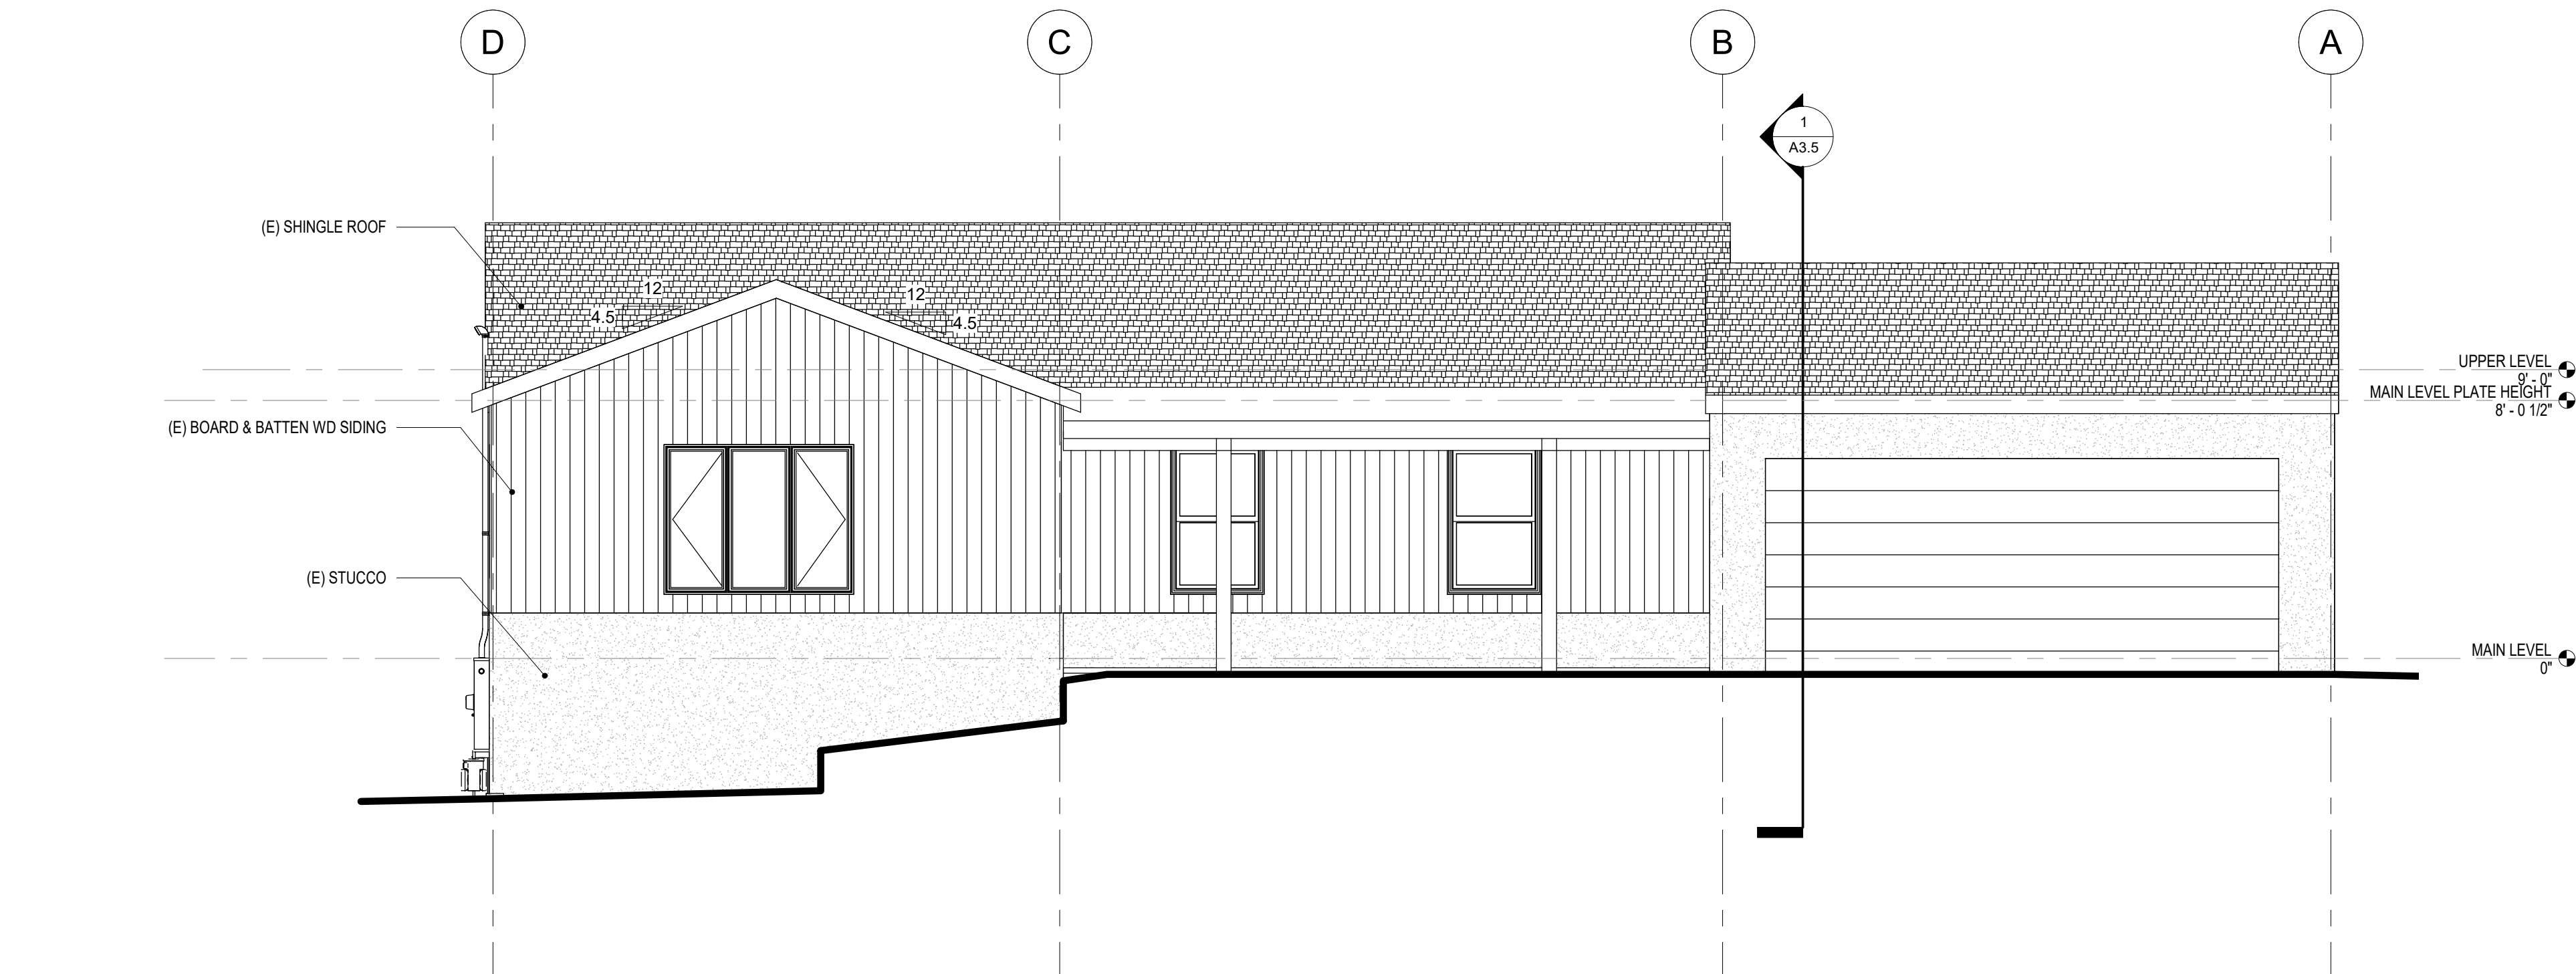 D
C
B
A
1
A3.5
(E) SHINGLE ROOF
12
4.5
12
4.5
UPPER LEVEL
9' - 0"
MAIN LEVEL PLATE HEIGHT
8' - 0 1/2"
(E) BOARD & BATTEN WD SIDING
(E) STUCCO
MAIN LEVEL
0"